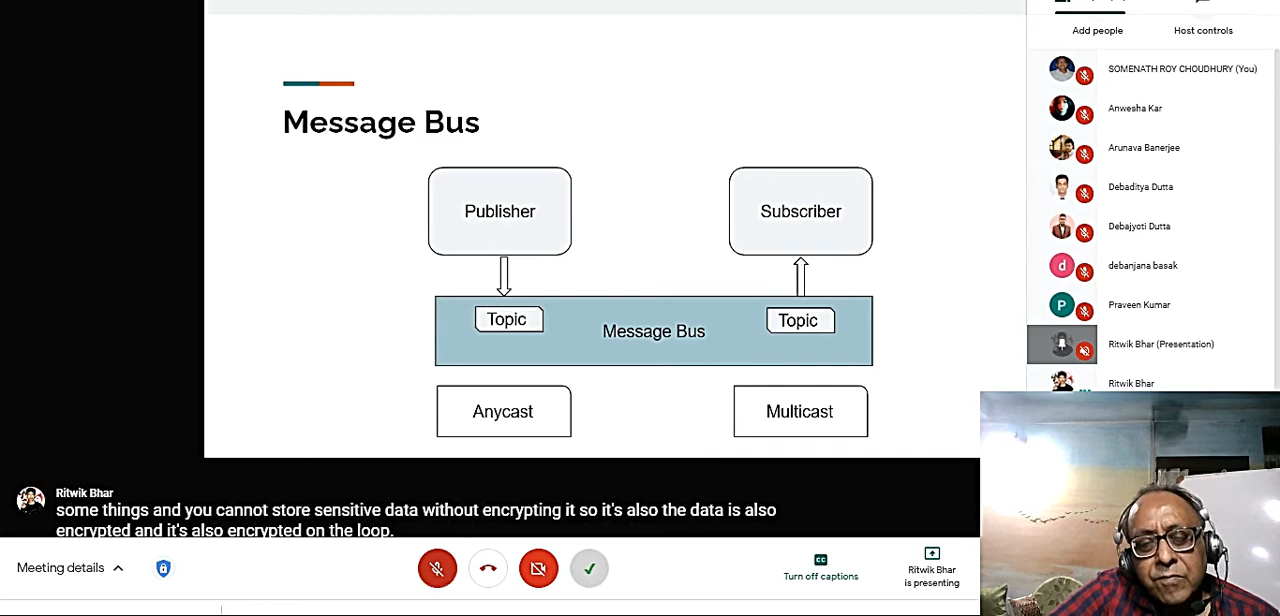 Add people
Host controls
Message Bus
Publisher
Subscriber
Topic
Message Bus
Topic
Anycast
Multicast
SOMENATH ROY CHOUDHURY (You)
Anwesha Kar
Arunava Banerjee
Debaditya Dutta
Debajyoti Dutta
d
debanjana basak
P
Praveen Kumar
Ritwik Bhar (Presentation)
Ritwik Bhar
Ritwik Bhar
some things and you cannot store sensitive data without encrypting it so it's also the data is also
encrypted and it's also encrypted on the loop.
Meeting details
CC
Turn off captions
Ritwik Bhar
is presenting